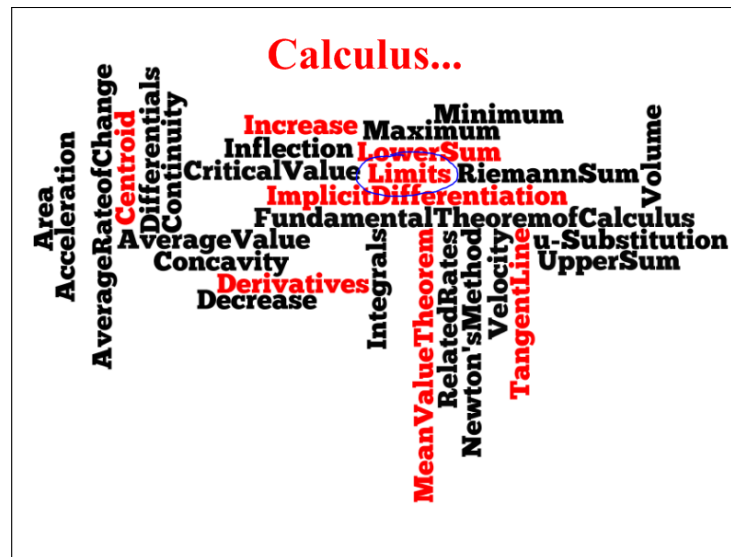 Calculus...
Minimum
Increase
Maximum
Inflection
LowerSum
CriticalValue
Limits
RiemannSum
ImplicitDifferentiation
FundamentalTheoremofCalculus
AverageValue
u-Substitution
Concavity
UpperSum
Derivatives
Decrease
Area
Acceleration
AverageRateofChange
Centroid
Differentials
Continuity
Integrals
MeanValueTheorem
RelatedRates
Newton'sMethod
Velocity
TangentLine
Volume